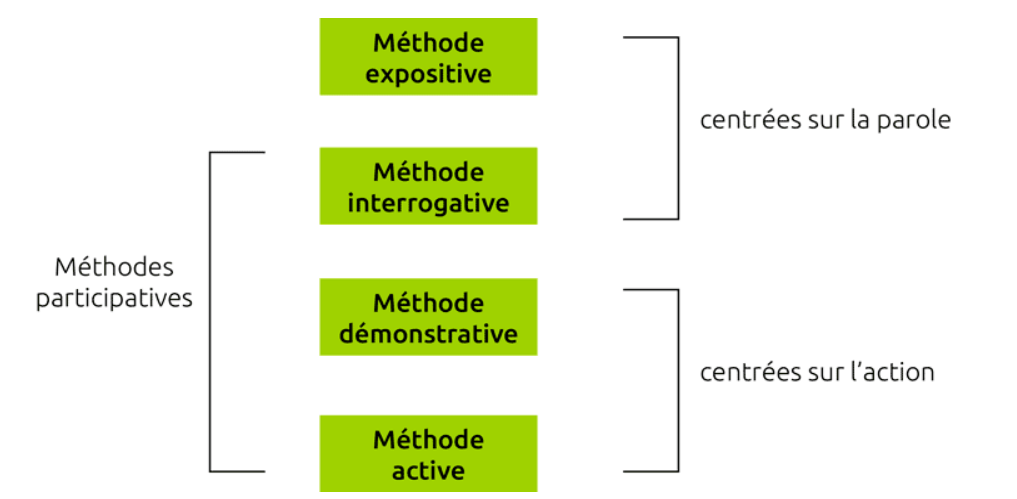 Méthode
expositive
centrées sur la parole
Méthode
interrogative
Méthodes
participatives
Méthode
démonstrative
centrées sur l'action
Méthode
active